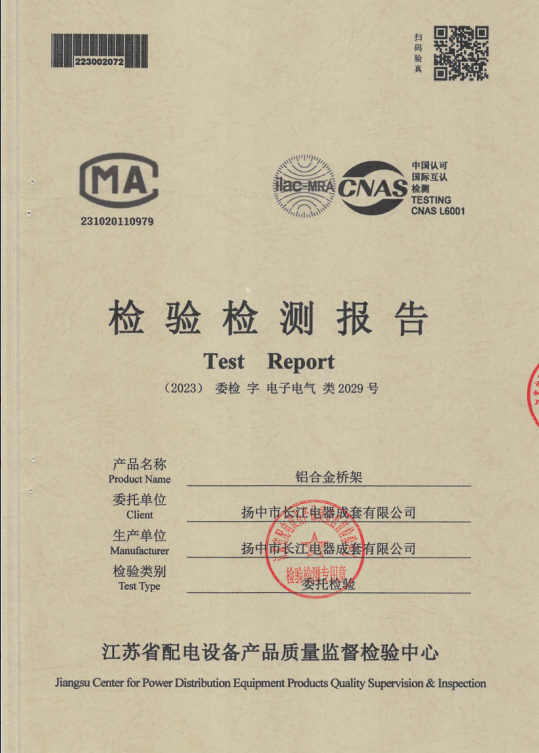 扫码验真
223002072
MA
231020110979
ilac-MRA
CNAS
中国认可
国际互认
检测
TESTING
CNAS L6001
检验检测报告
Test Report
（2023） 委检 字 电子电气 类 2029 号
产品名称
Product Name
铝合金桥架
委托单位
Client
扬中市长江电器成套有限公司
生产单位
Manufacturer
扬中市长江电器成套有限公司
检验类别
Test Type
委托检验
检验检测专用章
江苏省配电设备产品质量监督检验中心
Jiangsu Center for Power Distribution Equipment Products Quality Supervision & Inspection